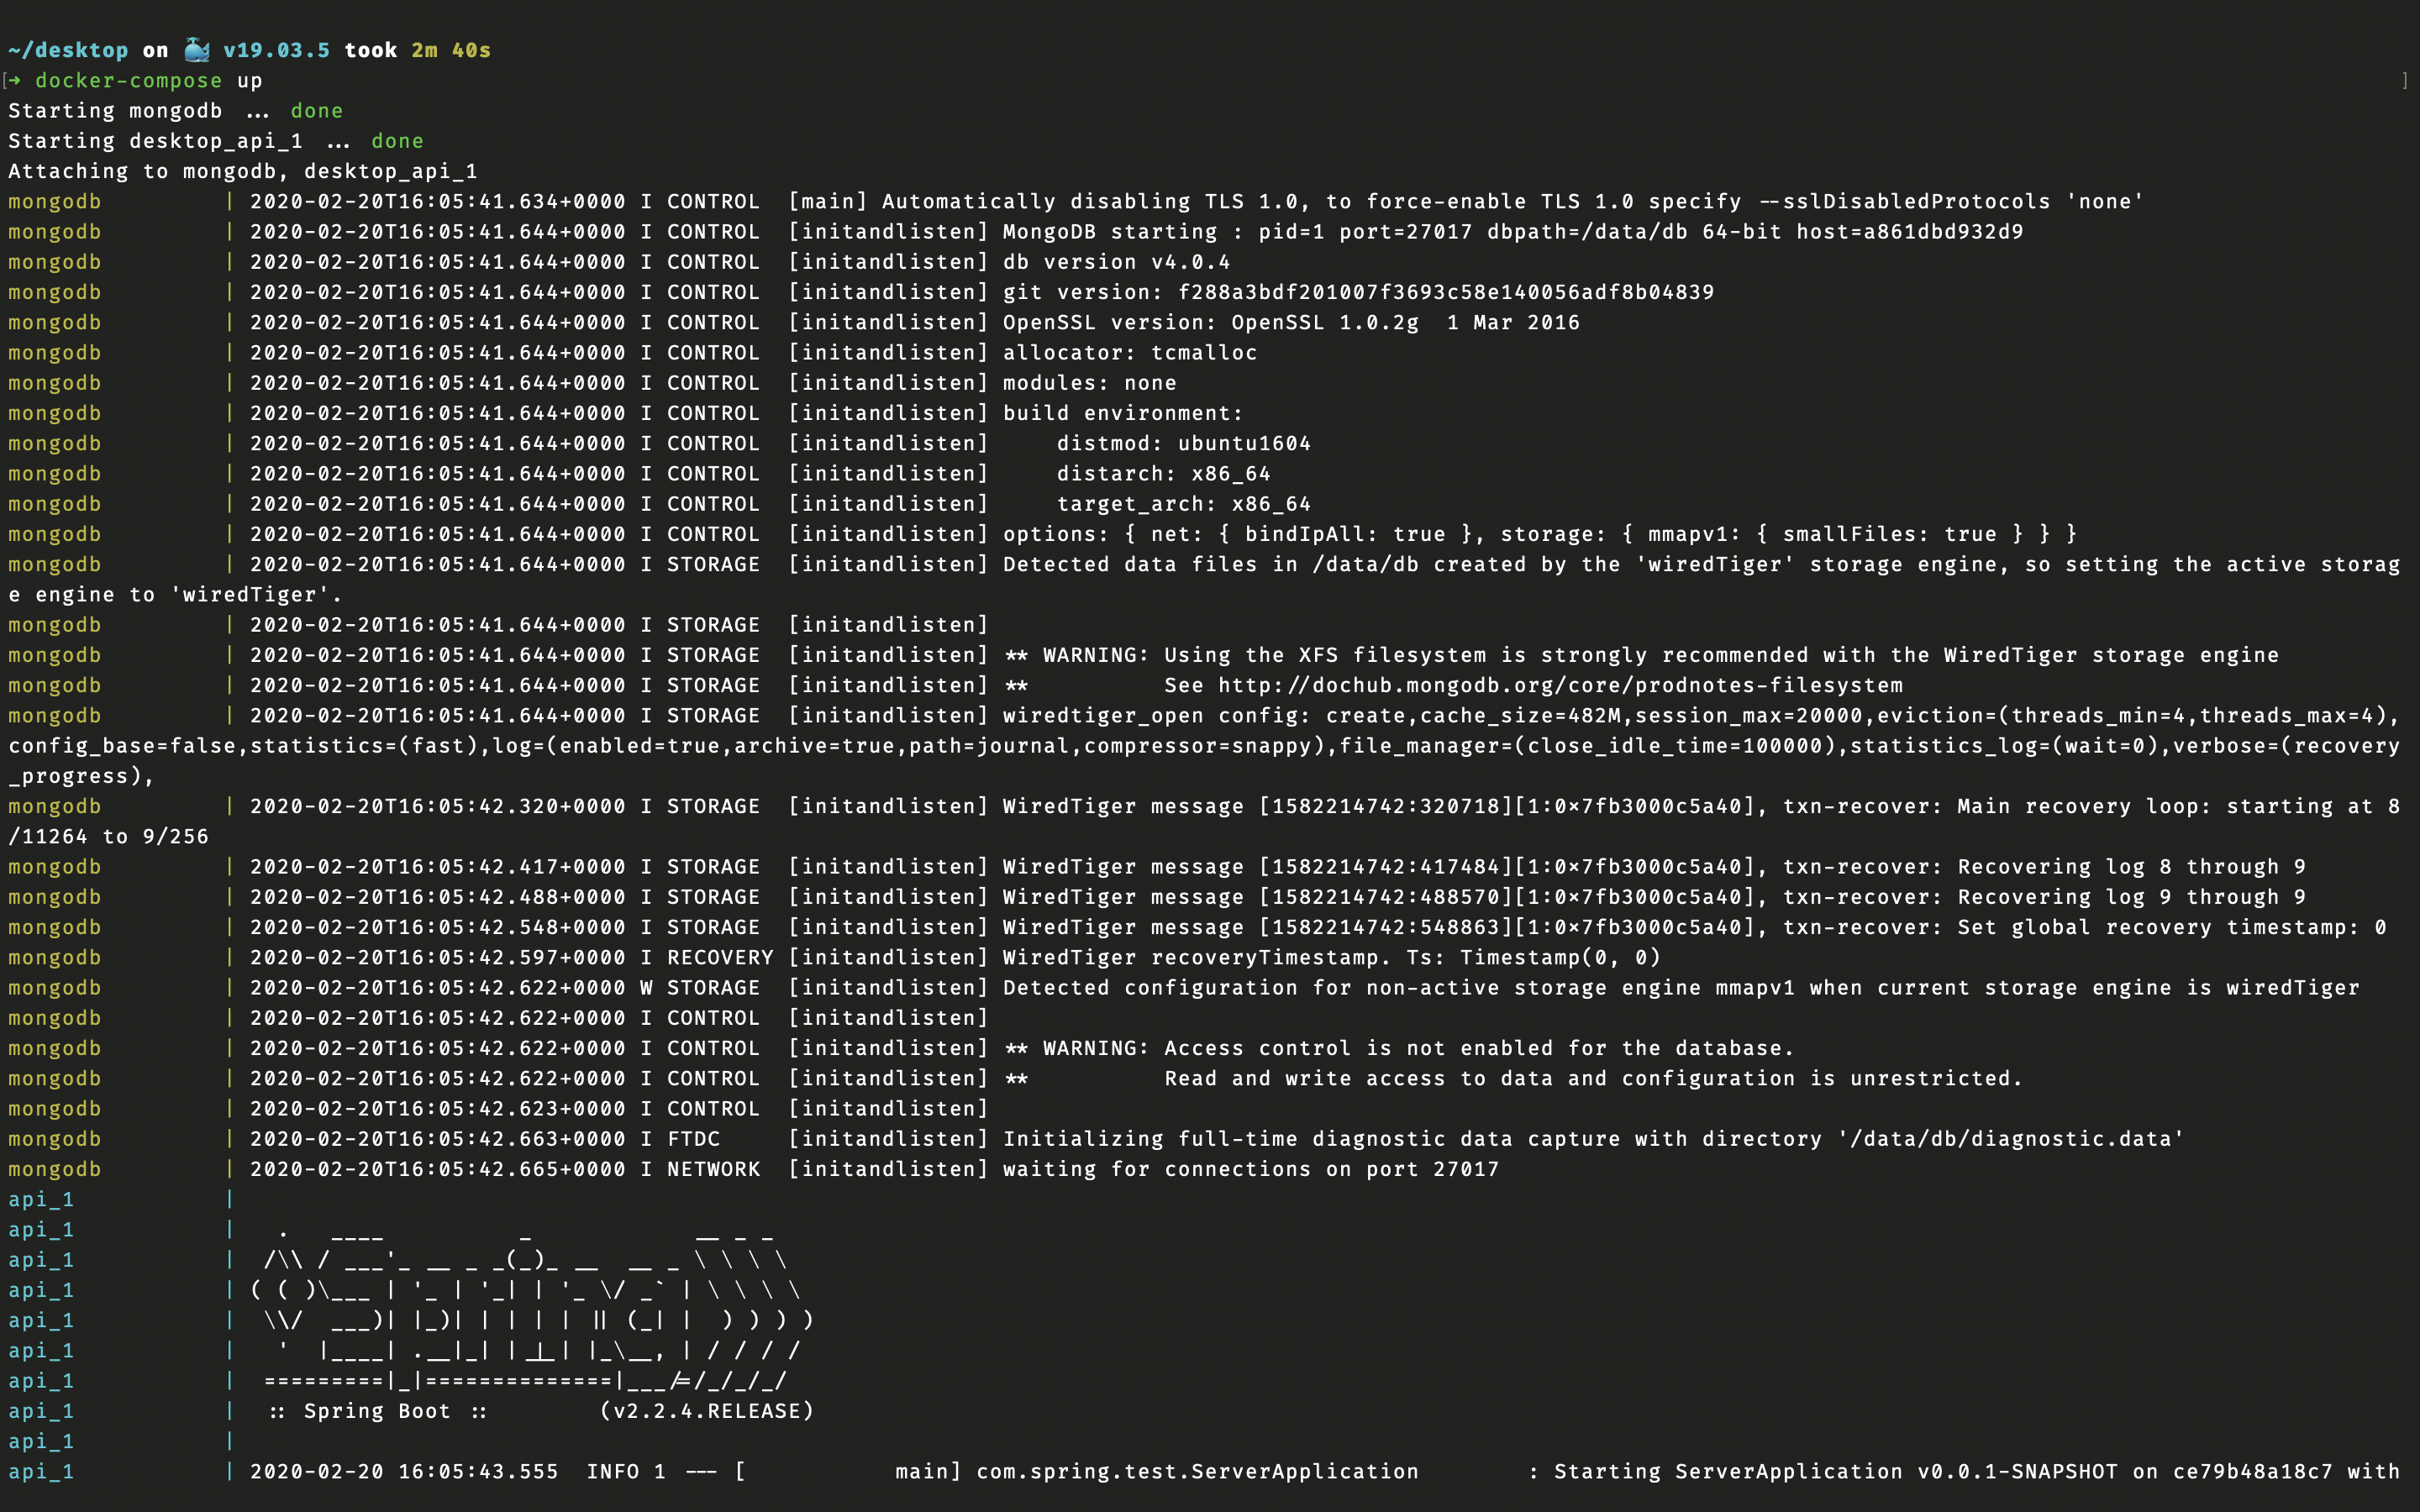 ~/desktop on 🐳 v19.03.5 took 2m 40s
[➜ docker-compose up ]
Starting mongodb ... done
Starting desktop_api_1 ... done
Attaching to mongodb, desktop_api_1
mongodb | 2020-02-20T16:05:41.634+0000 I CONTROL [main] Automatically disabling TLS 1.0, to force-enable TLS 1.0 specify --sslDisabledProtocols 'none'
mongodb | 2020-02-20T16:05:41.644+0000 I CONTROL [initandlisten] MongoDB starting : pid=1 port=27017 dbpath=/data/db 64-bit host=a861dbd932d9
mongodb | 2020-02-20T16:05:41.644+0000 I CONTROL [initandlisten] db version v4.0.4
mongodb | 2020-02-20T16:05:41.644+0000 I CONTROL [initandlisten] git version: f288a3bdf201007f3693c58e140056adf8b04839
mongodb | 2020-02-20T16:05:41.644+0000 I CONTROL [initandlisten] OpenSSL version: OpenSSL 1.0.2g 1 Mar 2016
mongodb | 2020-02-20T16:05:41.644+0000 I CONTROL [initandlisten] allocator: tcmalloc
mongodb | 2020-02-20T16:05:41.644+0000 I CONTROL [initandlisten] modules: none
mongodb | 2020-02-20T16:05:41.644+0000 I CONTROL [initandlisten] build environment:
mongodb | 2020-02-20T16:05:41.644+0000 I CONTROL [initandlisten]     distmod: ubuntu1604
mongodb | 2020-02-20T16:05:41.644+0000 I CONTROL [initandlisten]     distarch: x86_64
mongodb | 2020-02-20T16:05:41.644+0000 I CONTROL [initandlisten]     target_arch: x86_64
mongodb | 2020-02-20T16:05:41.644+0000 I CONTROL [initandlisten] options: { net: { bindIpAll: true }, storage: { mmapv1: { smallFiles: true } } }
mongodb | 2020-02-20T16:05:41.644+0000 I STORAGE [initandlisten] Detected data files in /data/db created by the 'wiredTiger' storage engine, so setting the active storag
e engine to 'wiredTiger'.
mongodb | 2020-02-20T16:05:41.644+0000 I STORAGE [initandlisten]
mongodb | 2020-02-20T16:05:41.644+0000 I STORAGE [initandlisten] ** WARNING: Using the XFS filesystem is strongly recommended with the WiredTiger storage engine
mongodb | 2020-02-20T16:05:41.644+0000 I STORAGE [initandlisten] **          See http://dochub.mongodb.org/core/prodnotes-filesystem
mongodb | 2020-02-20T16:05:41.644+0000 I STORAGE [initandlisten] wiredtiger_open config: create,cache_size=482M,session_max=20000,eviction=(threads_min=4,threads_max=4),
config_base=false,statistics=(fast),log=(enabled=true,archive=true,path=journal,compressor=snappy),file_manager=(close_idle_time=100000),statistics_log=(wait=0),verbose=(recovery
_progress),
mongodb | 2020-02-20T16:05:42.320+0000 I STORAGE [initandlisten] WiredTiger message [1582214742:320718][1:0×7fb3000c5a40], txn-recover: Main recovery loop: starting at 8
/11264 to 9/256
mongodb | 2020-02-20T16:05:42.417+0000 I STORAGE [initandlisten] WiredTiger message [1582214742:417484][1:0×7fb3000c5a40], txn-recover: Recovering log 8 through 9
mongodb | 2020-02-20T16:05:42.488+0000 I STORAGE [initandlisten] WiredTiger message [1582214742:488570][1:0×7fb3000c5a40], txn-recover: Recovering log 9 through 9
mongodb | 2020-02-20T16:05:42.548+0000 I STORAGE [initandlisten] WiredTiger message [1582214742:548863][1:0×7fb3000c5a40], txn-recover: Set global recovery timestamp: 0
mongodb | 2020-02-20T16:05:42.597+0000 I RECOVERY [initandlisten] WiredTiger recoveryTimestamp. Ts: Timestamp(0, 0)
mongodb | 2020-02-20T16:05:42.622+0000 W STORAGE [initandlisten] Detected configuration for non-active storage engine mmapv1 when current storage engine is wiredTiger
mongodb | 2020-02-20T16:05:42.622+0000 I CONTROL [initandlisten]
mongodb | 2020-02-20T16:05:42.622+0000 I CONTROL [initandlisten] ** WARNING: Access control is not enabled for the database.
mongodb | 2020-02-20T16:05:42.622+0000 I CONTROL [initandlisten] **          Read and write access to data and configuration is unrestricted.
mongodb | 2020-02-20T16:05:42.623+0000 I CONTROL [initandlisten]
mongodb | 2020-02-20T16:05:42.663+0000 I FTDC [initandlisten] Initializing full-time diagnostic data capture with directory '/data/db/diagnostic.data'
mongodb | 2020-02-20T16:05:42.665+0000 I NETWORK [initandlisten] waiting for connections on port 27017
api_1 |
api_1 |   .   ____          _            __ _ _
api_1 |  /\\ / ___'_ __ _ _(_)_ __  __ _ \ \ \ \
api_1 | ( ( )\___ | '_ | '_| | '_ \/ _` | \ \ \ \
api_1 |  \\/  ___)| |_)| | | | | || (_| |  ) ) ) )
api_1 |   '  |____| .__|_| |_|_| |_\__, | / / / /
api_1 |  =========|_|==============|___/=/_/_/_/
api_1 |  :: Spring Boot ::        (v2.2.4.RELEASE)
api_1 |
api_1 | 2020-02-20 16:05:43.555 INFO 1 --- [           main] com.spring.test.ServerApplication        : Starting ServerApplication v0.0.1-SNAPSHOT on ce79b48a18c7 with